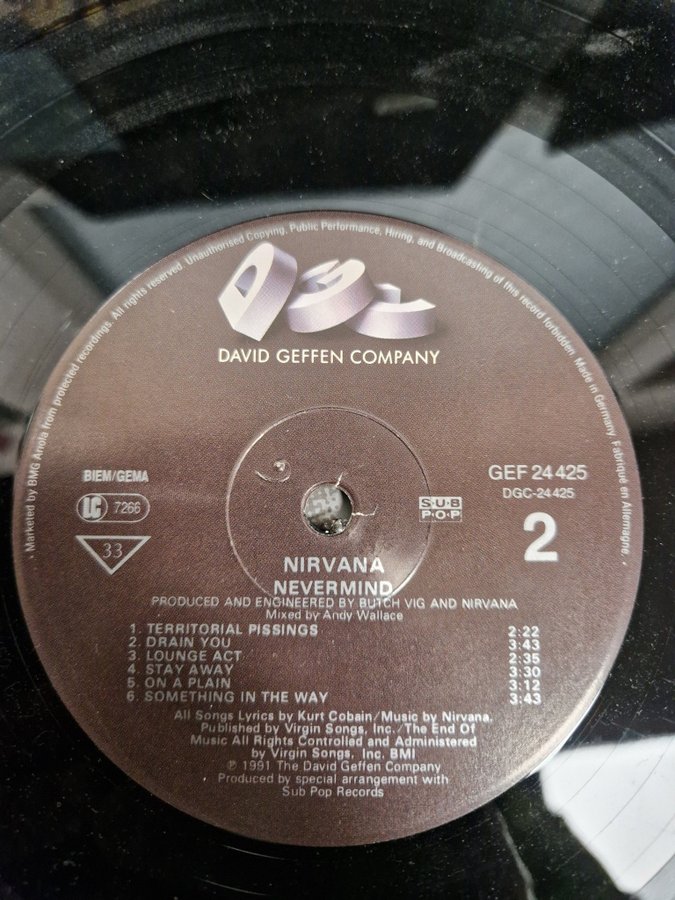 Marketed by BMG Ariola from protected recordings. All rights reserved. Unauthorised Copying, Public Performance, Hiring, and Broadcasting of this record forbidden. Made in Germany. Fabriqué en Allemagne.
DGC
DAVID GEFFEN COMPANY
BIEM/GEMA
LC 7266
33
SUB
POP
GEF 24 425
DGC-24 425
2
NIRVANA
NEVERMIND
PRODUCED AND ENGINEERED BY BUTCH VIG AND NIRVANA
Mixed by Andy Wallace
1. TERRITORIAL PISSINGS 2:22
2. DRAIN YOU 3:43
3. LOUNGE ACT 2:35
4. STAY AWAY 3:30
5. ON A PLAIN 3:12
6. SOMETHING IN THE WAY 3:43
All Songs Lyrics by Kurt Cobain/Music by Nirvana.
Published by Virgin Songs, Inc./The End Of
Music All Rights Controlled and Administered
by Virgin Songs, Inc. BMI
℗ 1991 The David Geffen Company
Produced by special arrangement with
Sub Pop Records